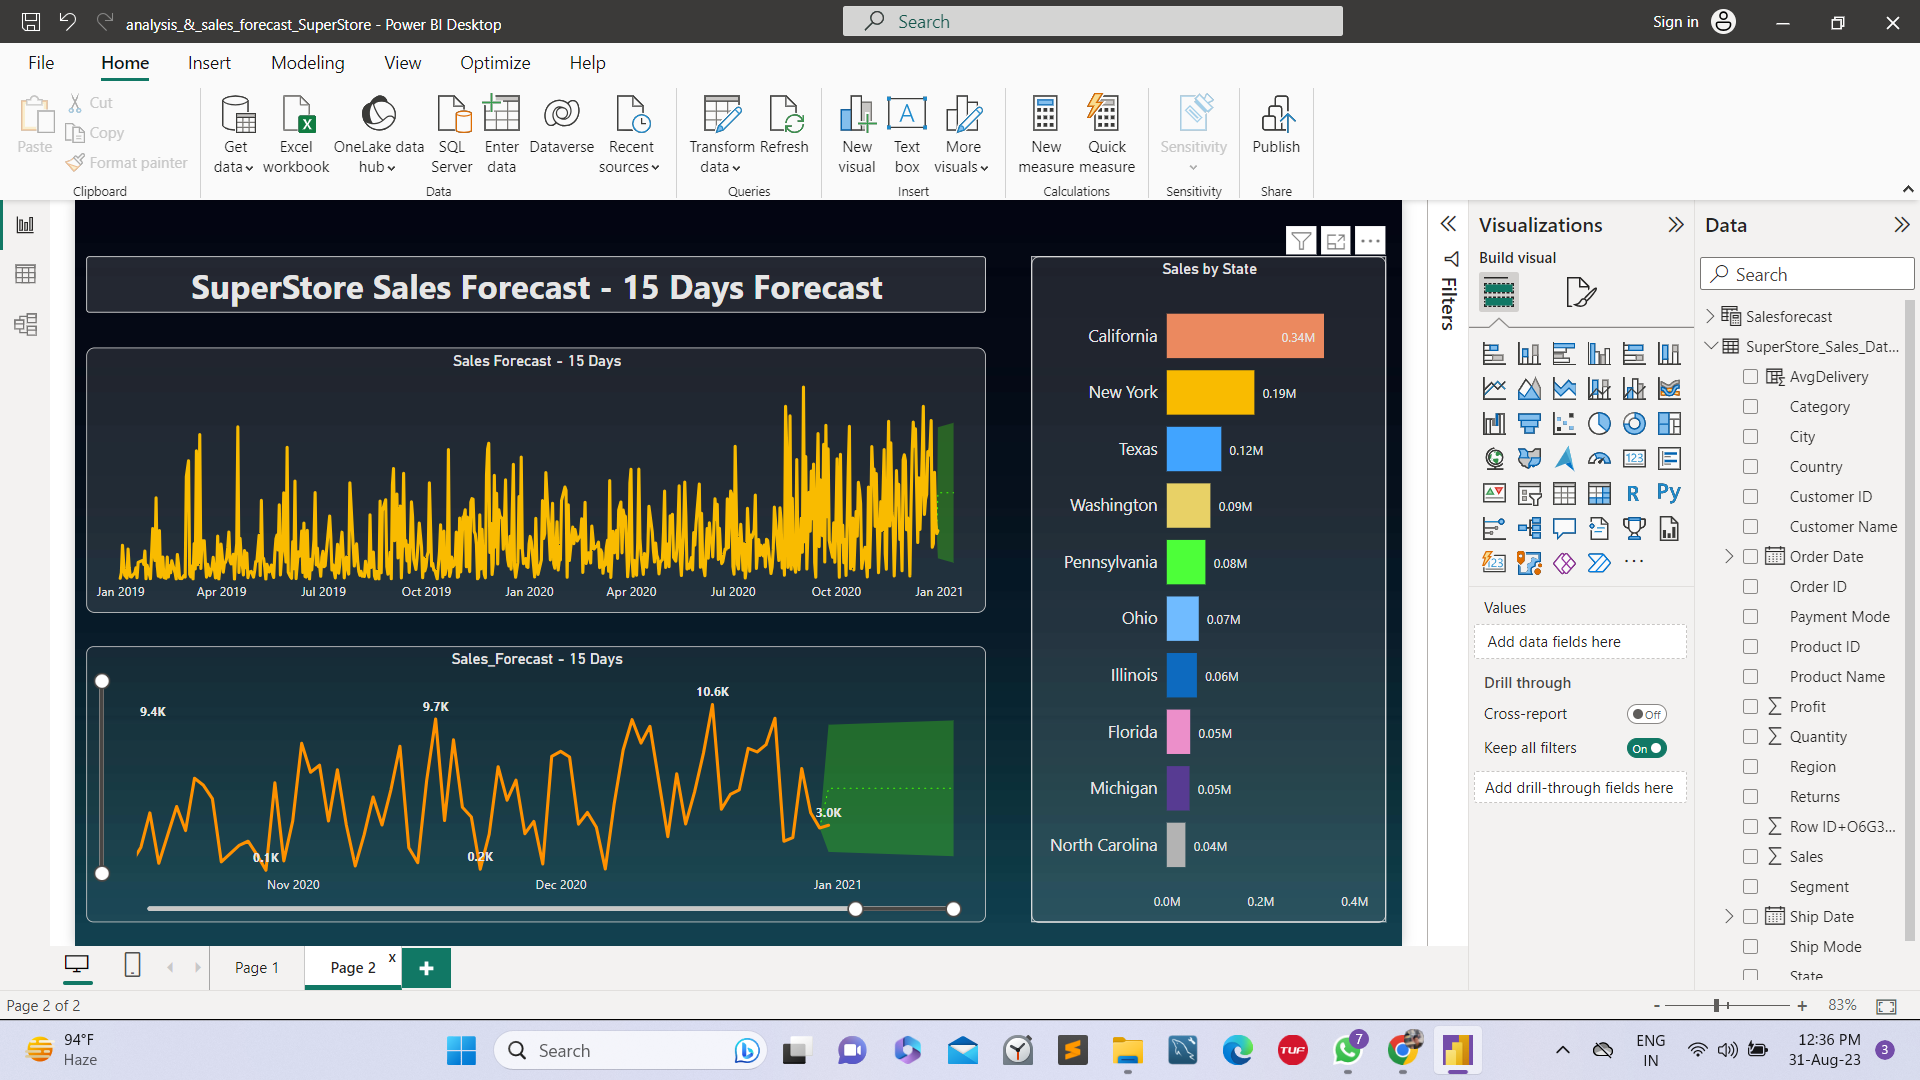 analysis_&_sales_forecast_SuperStore - Power BI Desktop
Search
Sign in
File Home Insert Modeling View Optimize Help
Paste
Cut
Copy
Format painter
Clipboard
Get data
Excel workbook
OneLake data hub
SQL Server
Enter data
Dataverse
Recent sources
Data
Transform data
Refresh
Queries
New visual
Text box
More visuals
Insert
New measure
Quick measure
Calculations
Sensitivity
Sensitivity
Publish
Share
SuperStore Sales Forecast - 15 Days Forecast
Sales Forecast - 15 Days
Jan 2019 Apr 2019 Jul 2019 Oct 2019 Jan 2020 Apr 2020 Jul 2020 Oct 2020 Jan 2021
Sales_Forecast - 15 Days
9.4K
9.7K
10.6K
3.0K
0.1K
0.2K
Nov 2020 Dec 2020 Jan 2021
Sales by State
California 0.34M
New York 0.19M
Texas 0.12M
Washington 0.09M
Pennsylvania 0.08M
Ohio 0.07M
Illinois 0.06M
Florida 0.05M
Michigan 0.05M
North Carolina 0.04M
0.0M 0.2M 0.4M
Filters
Visualizations
Build visual
123
R
Py
123
Values
Add data fields here
Drill through
Cross-report Off
Keep all filters On
Add drill-through fields here
Data
Search
Salesforecast
SuperStore_Sales_Dat...
AvgDelivery
Category
City
Country
Customer ID
Customer Name
Order Date
Order ID
Payment Mode
Product ID
Product Name
Profit
Quantity
Region
Returns
Row ID+O6G3...
Sales
Segment
Ship Date
Ship Mode
State
Page 1
Page 2
Page 2 of 2
83%
94°F
Haze
Search
TUF
7
ENG
IN
12:36 PM
31-Aug-23
3